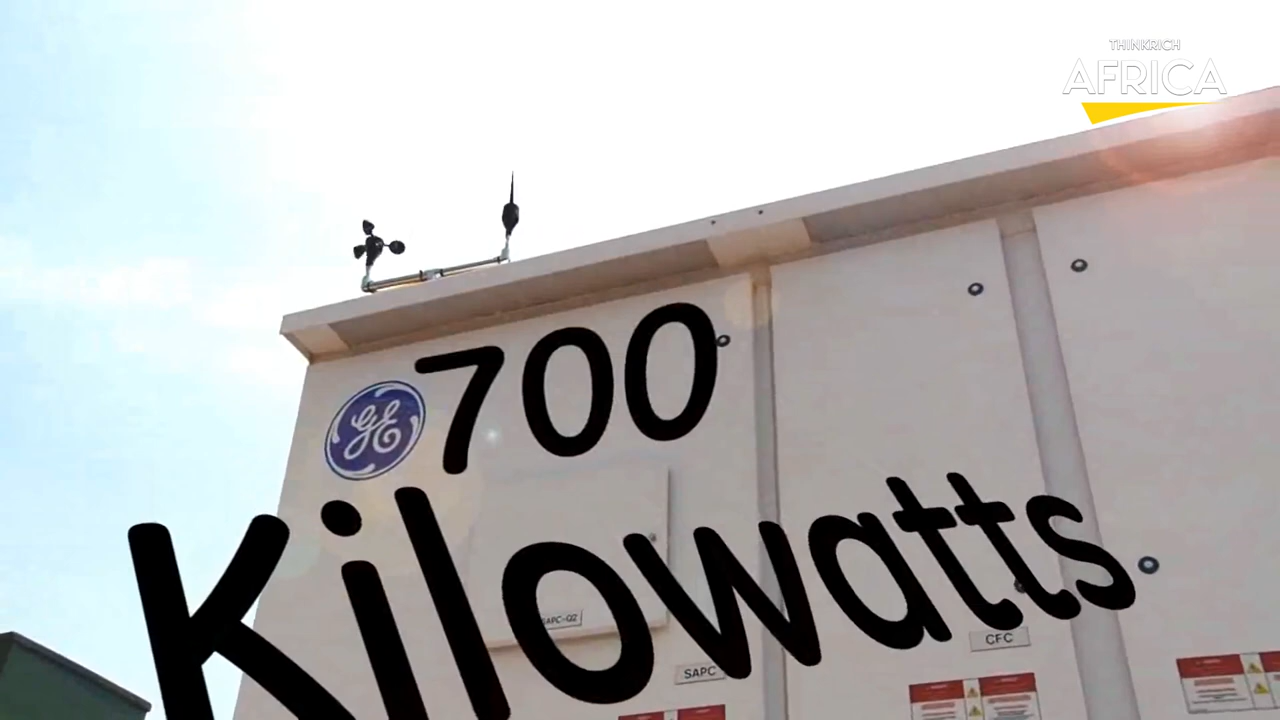 THINKRICH
AFRICA
GE
700
Kilowatts
SAPC-02
SAPC
CFC